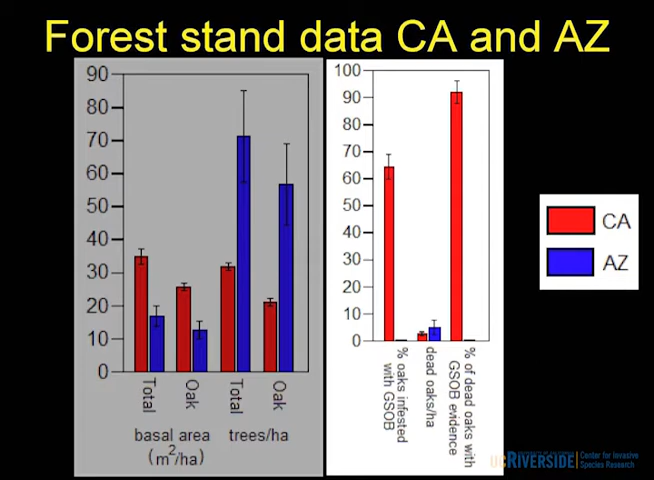 Forest stand data CA and AZ
90
80
70
60
50
40
30
20
10
0
Total
Oak
Total
Oak
basal area
(m²/ha)
trees/ha
100
90
80
70
60
50
40
30
20
10
0
% oaks infested
with GSOB
dead oaks/ha
% of dead oaks with
GSOB evidence
CA
AZ
UCRIVERSIDE
Center for Invasive
Species Research